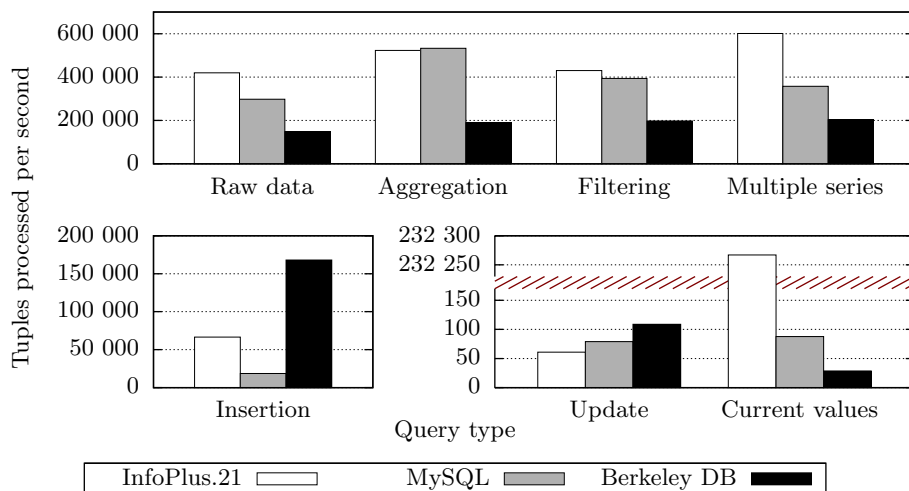 Tuples processed per second
600 000
400 000
200 000
0
Raw data
Aggregation
Filtering
Multiple series
200 000
150 000
100 000
50 000
0
Insertion
232 300
232 250
150
100
50
0
Update
Current values
Query type
InfoPlus.21
MySQL
Berkeley DB